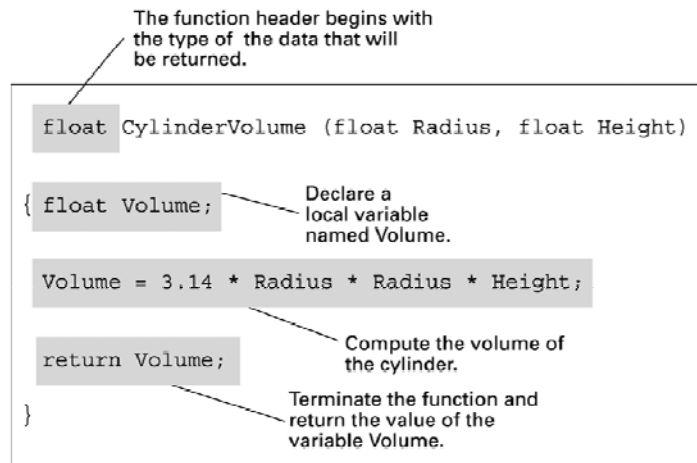 The function header begins with
the type of the data that will
be returned.
float CylinderVolume (float Radius, float Height)
{ float Volume;
Declare a
local variable
named Volume.
Volume = 3.14 * Radius * Radius * Height;
Compute the volume of
the cylinder.
return Volume;
Terminate the function and
return the value of the
variable Volume.
}